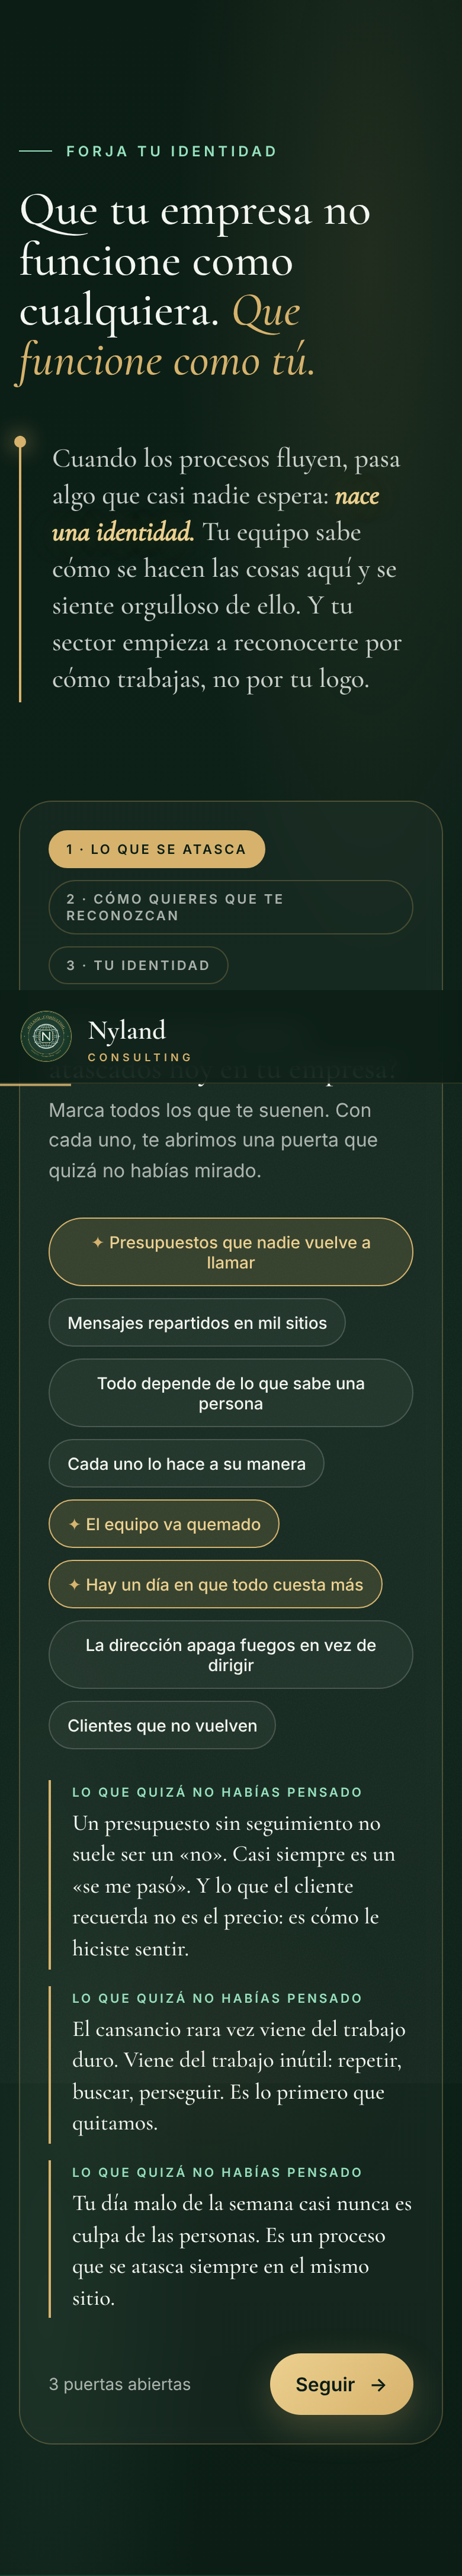 FORJA TU IDENTIDAD
Que tu empresa no
funcione como
cualquiera. Que
funcione como tú.
Cuando los procesos fluyen, pasa
algo que casi nadie espera: nace
una identidad. Tu equipo sabe
cómo se hacen las cosas aquí y se
siente orgulloso de ello. Y tu
sector empieza a reconocerte por
cómo trabajas, no por tu logo.
1 · LO QUE SE ATASCA
2 · CÓMO QUIERES QUE TE
RECONOZCAN
3 · TU IDENTIDAD
N
Nyland
CONSULTING
atascados hoy en tu empresa?
Marca todos los que te suenen. Con
cada uno, te abrimos una puerta que
quizá no habías mirado.
✦ Presupuestos que nadie vuelve a
llamar
Mensajes repartidos en mil sitios
Todo depende de lo que sabe una
persona
Cada uno lo hace a su manera
✦ El equipo va quemado
✦ Hay un día en que todo cuesta más
La dirección apaga fuegos en vez de
dirigir
Clientes que no vuelven
LO QUE QUIZÁ NO HABÍAS PENSADO
Un presupuesto sin seguimiento no
suele ser un «no». Casi siempre es un
«se me pasó». Y lo que el cliente
recuerda no es el precio: es cómo le
hiciste sentir.
LO QUE QUIZÁ NO HABÍAS PENSADO
El cansancio rara vez viene del trabajo
duro. Viene del trabajo inútil: repetir,
buscar, perseguir. Es lo primero que
quitamos.
LO QUE QUIZÁ NO HABÍAS PENSADO
Tu día malo de la semana casi nunca es
culpa de las personas. Es un proceso
que se atasca siempre en el mismo
sitio.
3 puertas abiertas
Seguir →